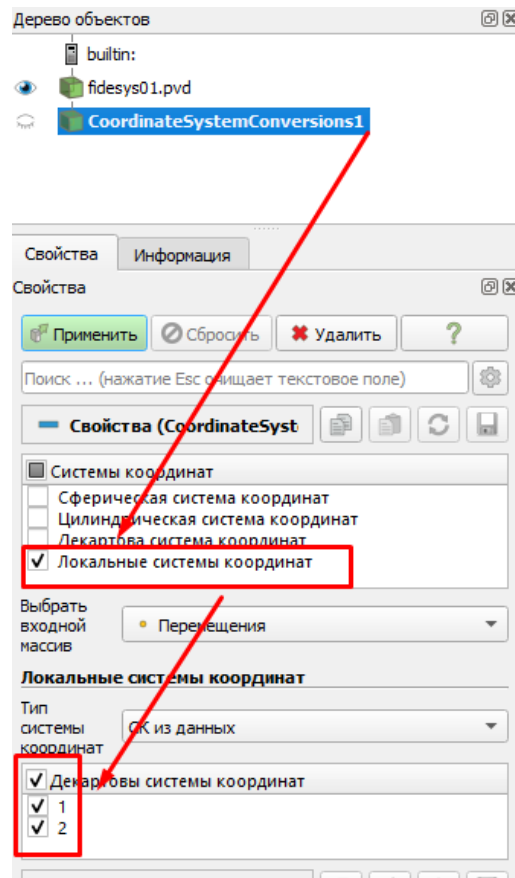 Дерево объектов
builtin:
fidesys01.pvd
CoordinateSystemConversions1
Свойства
Информация
Свойства
Применить
Сбросить
Удалить
?
Поиск ... (нажатие Esc очищает текстовое поле)
Свойства (CoordinateSyst
Системы координат
Сферическая система координат
Цилиндрическая система координат
Декартова система координат
Локальные системы координат
Выбрать
входной
массив
Перемещения
Локальные системы координат
Тип
системы
координат
СК из данных
Декартовы системы координат
1
2